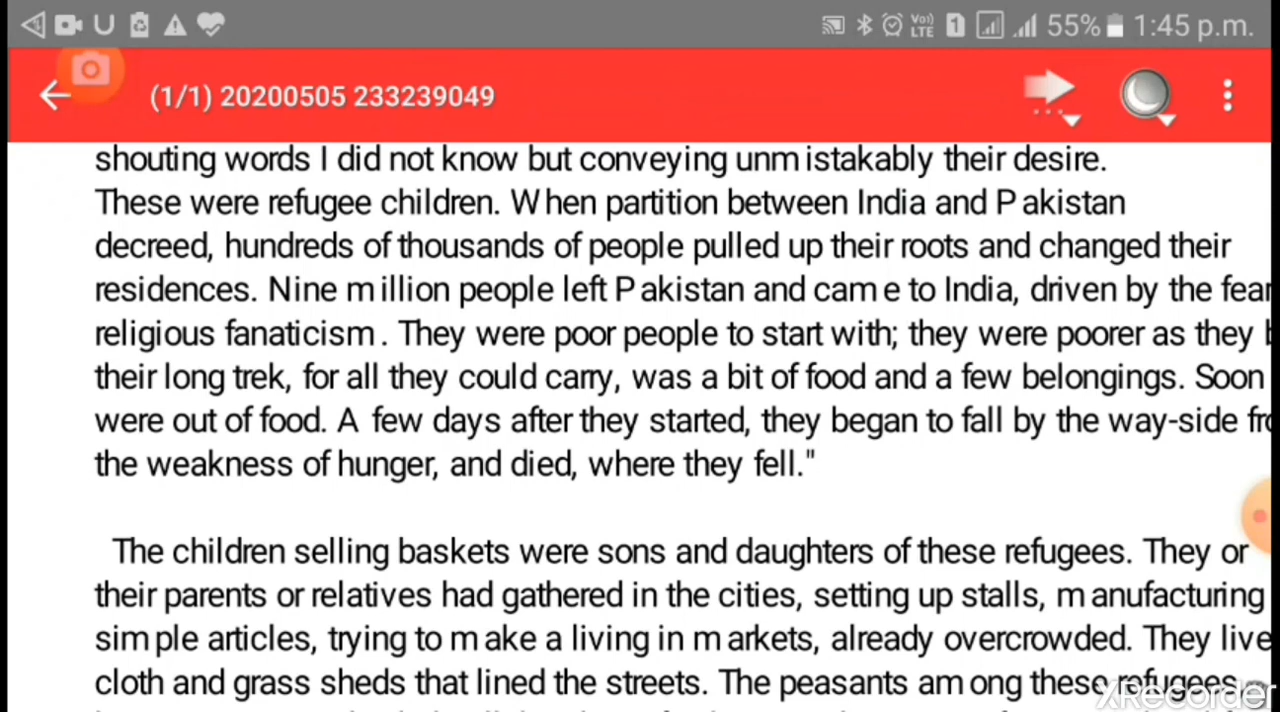 55% 1:45 p.m.
(1/1) 20200505 233239049
shouting words I did not know but conveying unm istakably their desire.
These were refugee children. W hen partition between India and P akistan
decreed, hundreds of thousands of people pulled up their roots and changed their
residences. Nine m illion people left P akistan and cam e to India, driven by the fear
religious fanaticism . They were poor people to start with; they were poorer as they
their long trek, for all they could carry, was a bit of food and a few belongings. Soon
were out of food. A few days after they started, they began to fall by the way-side
the weakness of hunger, and died, where they fell."
The children selling baskets were sons and daughters of these refugees. They or
their parents or relatives had gathered in the cities, setting up stalls, m anufacturing
sim ple articles, trying to m ake a living in m arkets, already overcrowded. They live
cloth and grass sheds that lined the streets. The peasants am ong these refugees
XRecorder